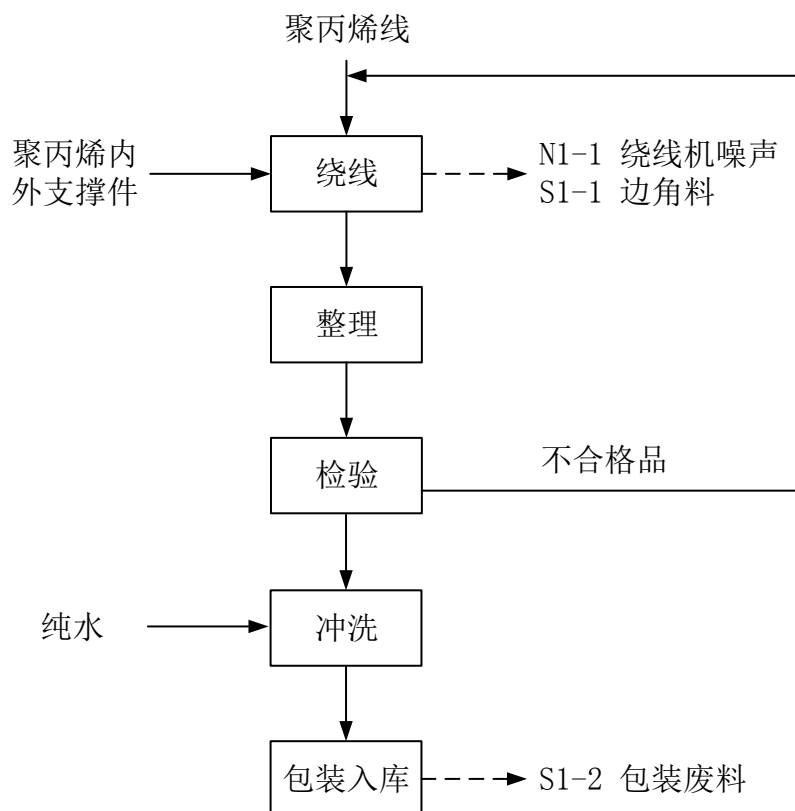 聚丙烯线
聚丙烯内
外支撑件
绕线
N1-1 绕线机噪声
S1-1 边角料
整理
检验
不合格品
纯水
冲洗
包装入库
S1-2 包装废料